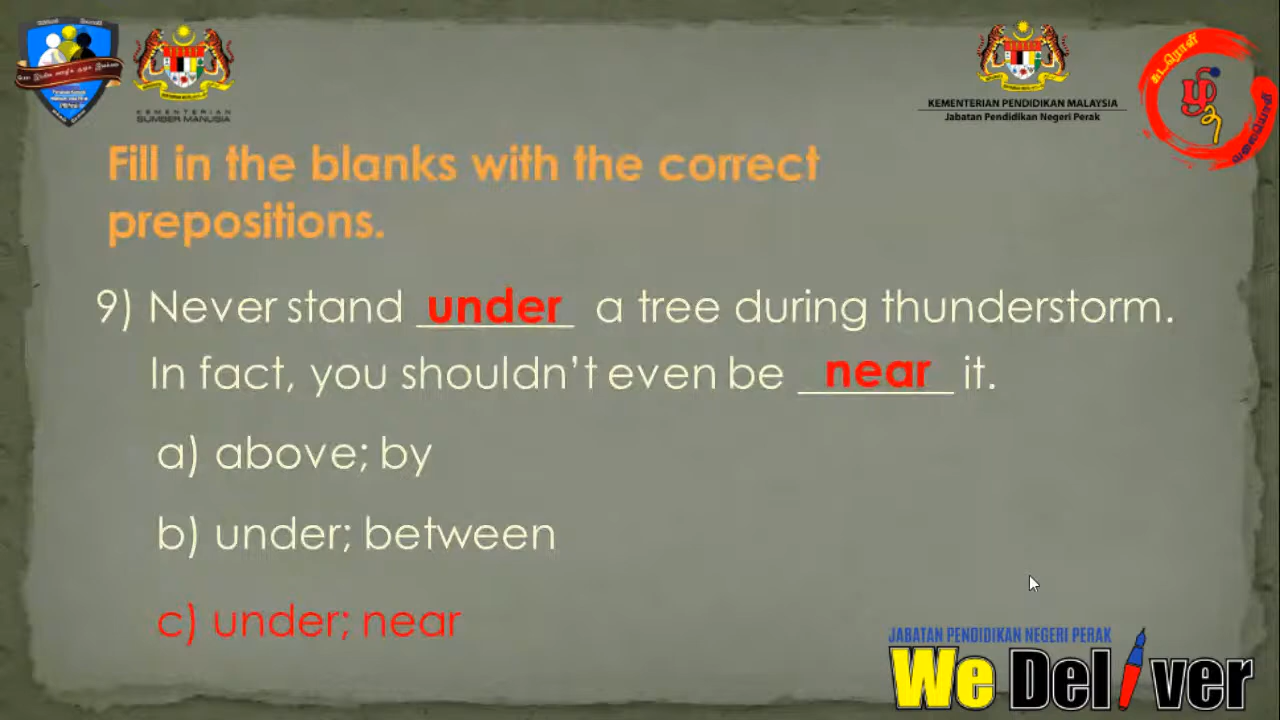 KEMENTERIAN
SUMBER MANUSIA
KEMENTERIAN PENDIDIKAN MALAYSIA
Jabatan Pendidikan Negeri Perak
Fill in the blanks with the correct
prepositions.
9) Never stand under a tree during thunderstorm.
In fact, you shouldn't even be near it.
a) above; by
b) under; between
c) under; near
JABATAN PENDIDIKAN NEGERI PERAK
We Deliver